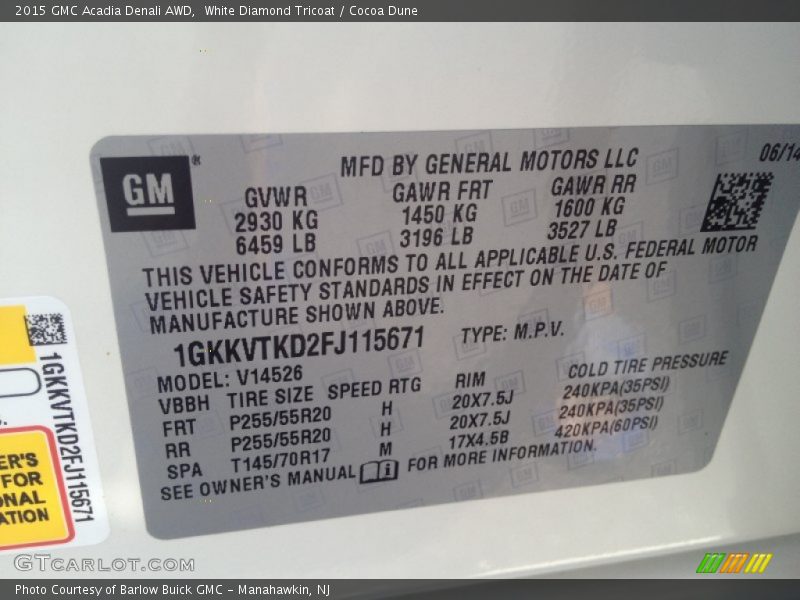 2015 GMC Acadia Denali AWD, White Diamond Tricoat / Cocoa Dune
06/14
GM ®
MFD BY GENERAL MOTORS LLC
GVWR GAWR FRT GAWR RR
2930 KG 1450 KG 1600 KG
6459 LB 3196 LB 3527 LB
THIS VEHICLE CONFORMS TO ALL APPLICABLE U.S. FEDERAL MOTOR
VEHICLE SAFETY STANDARDS IN EFFECT ON THE DATE OF
MANUFACTURE SHOWN ABOVE.
1GKKVTKD2FJ115671 TYPE: M.P.V.
MODEL: V14526
VBBH TIRE SIZE SPEED RTG RIM COLD TIRE PRESSURE
FRT P255/55R20 H 20X7.5J 240KPA(35PSI)
RR P255/55R20 H 20X7.5J 240KPA(35PSI)
SPA T145/70R17 M 17X4.5B 420KPA(60PSI)
SEE OWNER'S MANUAL FOR MORE INFORMATION.
1GKKVTKD2FJ115671
ER'S
FOR
ONAL
ATION
GTCARLOT.COM
Photo Courtesy of Barlow Buick GMC – Manahawkin, NJ